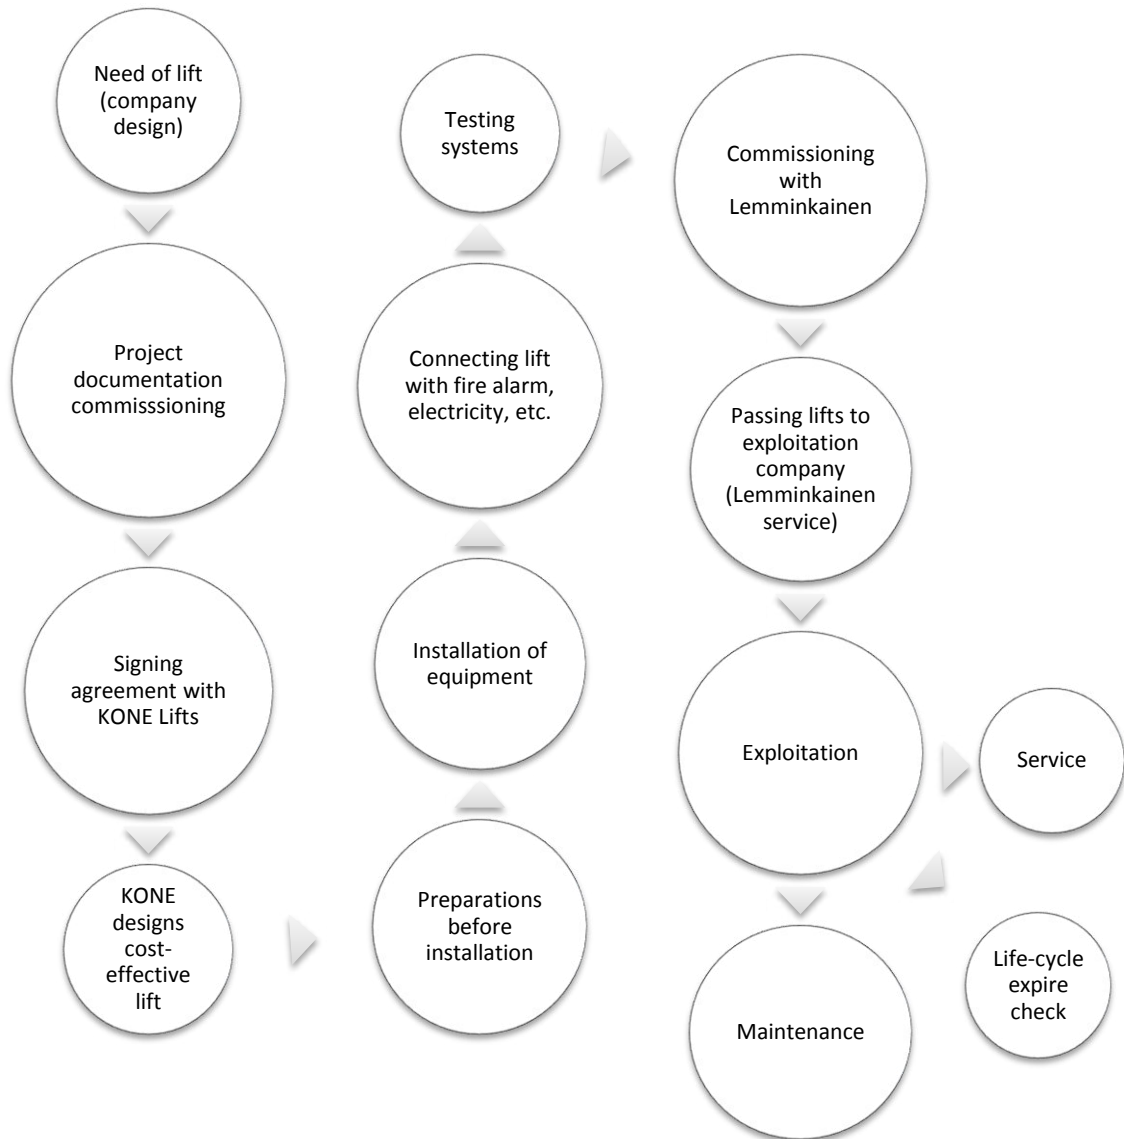 Need of lift
(company
design)
Project
documentation
commisssioning
Signing
agreement with
KONE Lifts
KONE
designs
cost-
effective
lift
Preparations
before
installation
Installation of
equipment
Connecting lift
with fire alarm,
electricity, etc.
Testing
systems
Commissioning
with
Lemminkainen
Passing lifts to
exploitation
company
(Lemminkainen
service)
Exploitation
Service
Maintenance
Life-cycle
expire
check